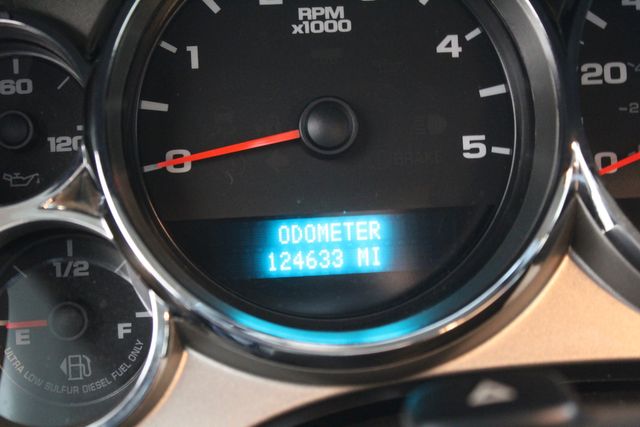 RPM
x1000
1
4
5
0
BRAKE
ODOMETER
124633 MI
60
120
1/2
E
F
ULTRA LOW SULFUR DIESEL FUEL ONLY
20
0